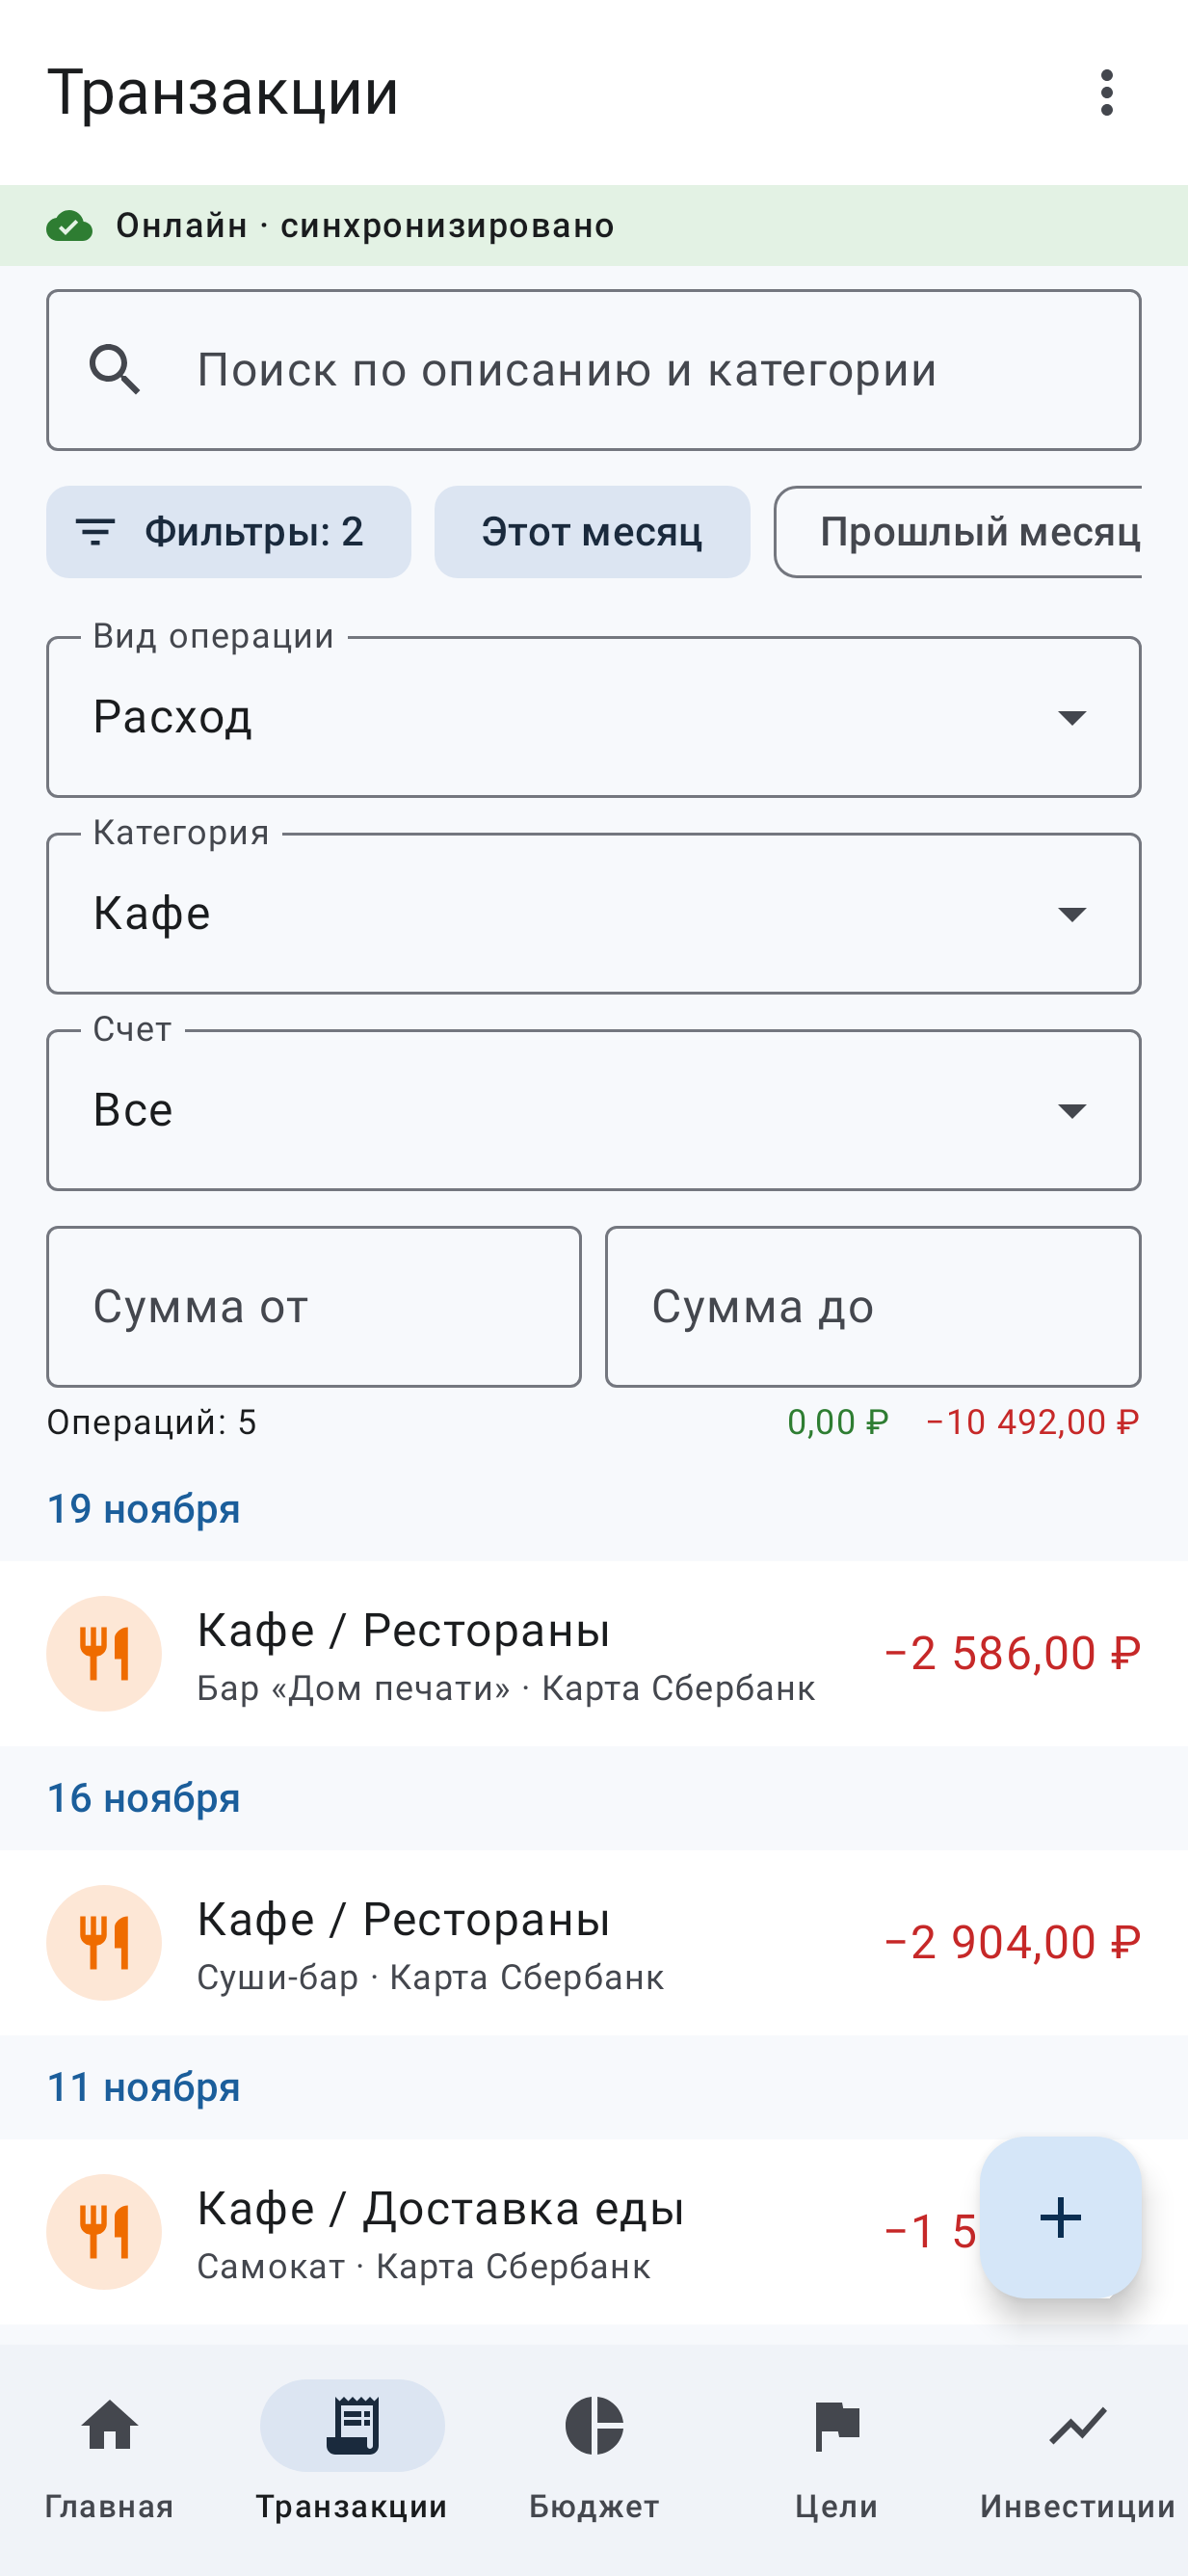 Транзакции
Онлайн · синхронизировано
Поиск по описанию и категории
Фильтры: 2
Этот месяц
Прошлый месяц
Вид операции
Расход
Категория
Кафе
Счет
Все
Сумма от
Сумма до
Операций: 5
0,00 ₽ −10 492,00 ₽
19 ноября
Кафе / Рестораны
−2 586,00 ₽
Бар «Дом печати» · Карта Сбербанк
16 ноября
Кафе / Рестораны
−2 904,00 ₽
Суши-бар · Карта Сбербанк
11 ноября
Кафе / Доставка еды
−1 5
Самокат · Карта Сбербанк
Главная
Транзакции
Бюджет
Цели
Инвестиции